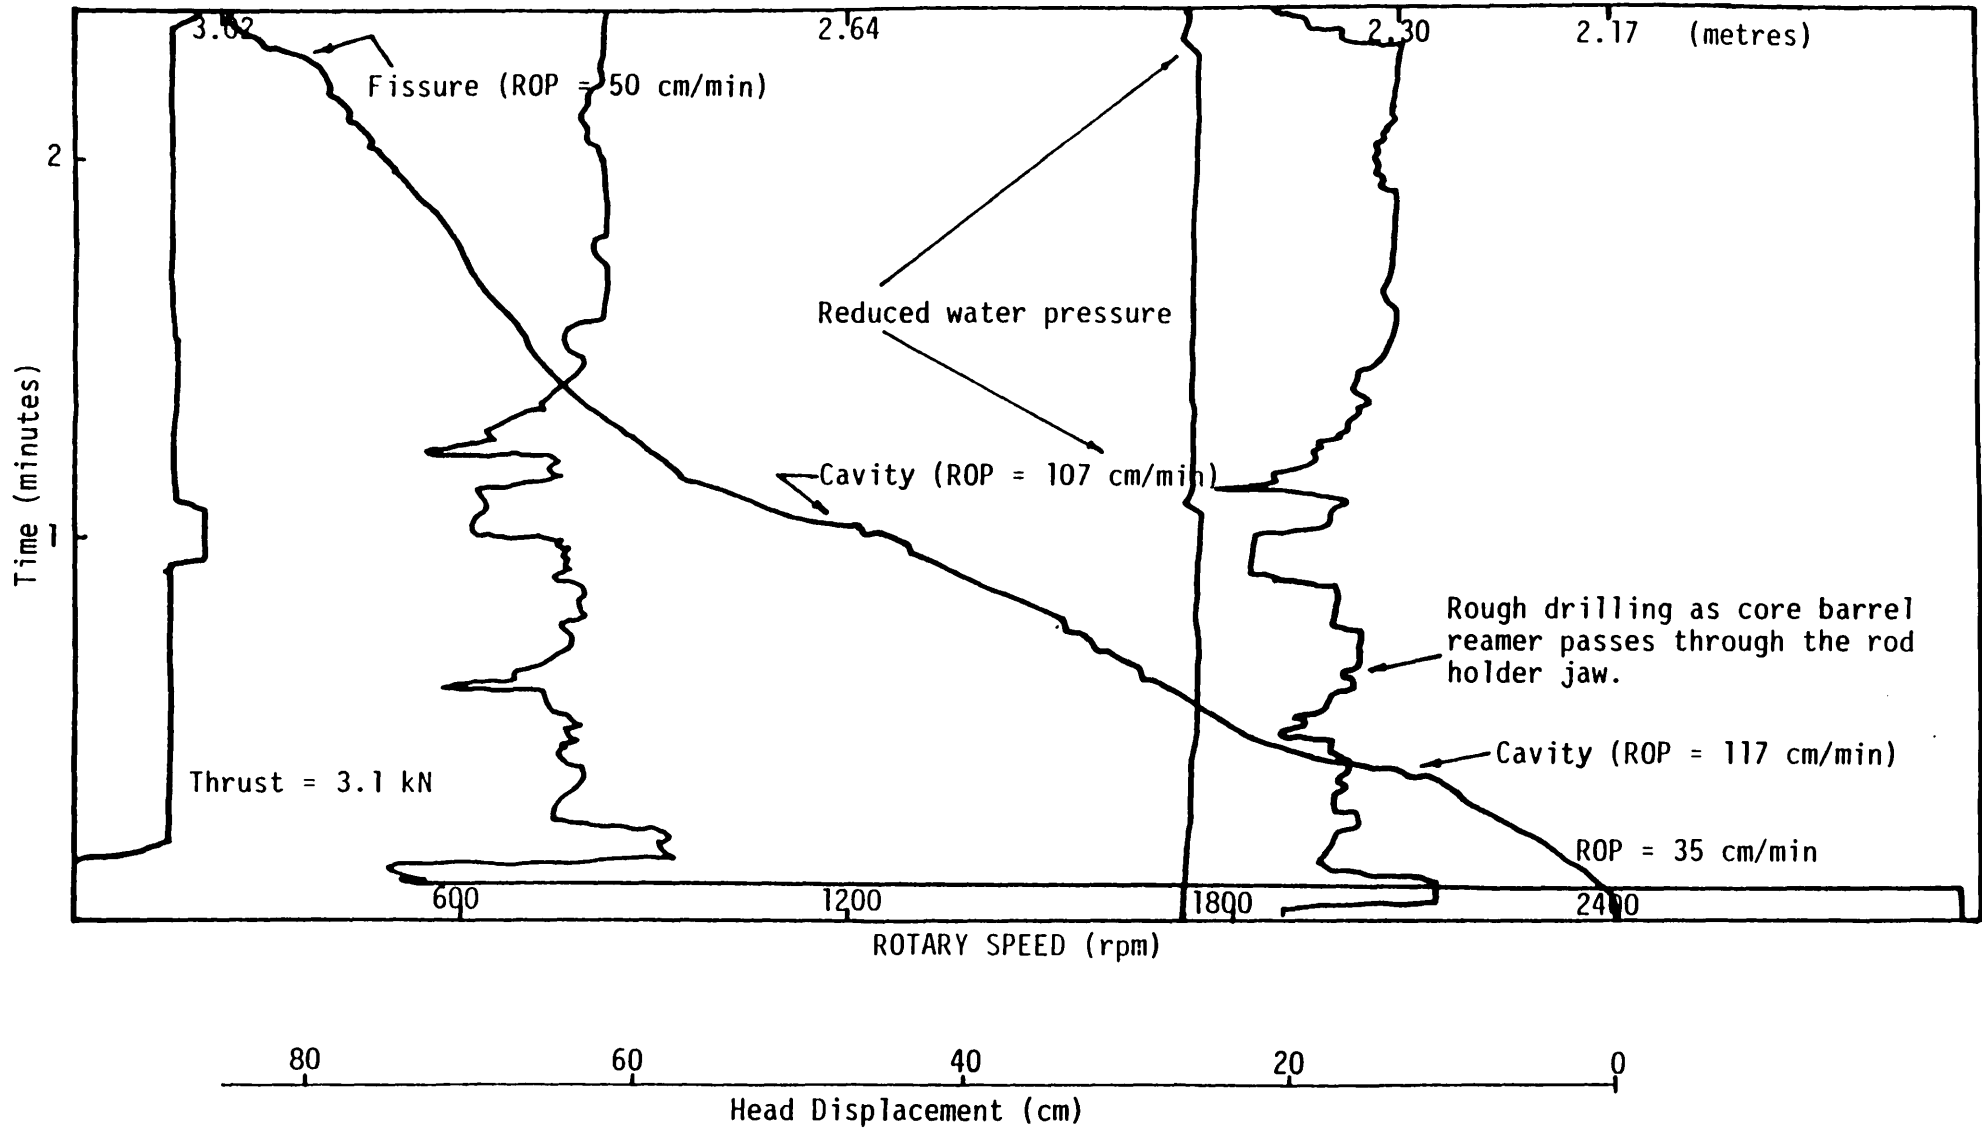 3.02 2.64 2.30 2.17 (metres)
Fissure (ROP = 50 cm/min)
2
Reduced water pressure
Cavity (ROP = 107 cm/min)
1
Time (minutes)
Rough drilling as core barrel
reamer passes through the rod
holder jaw.
Cavity (ROP = 117 cm/min)
Thrust = 3.1 kN
ROP = 35 cm/min
600 1200 1800 2400
ROTARY SPEED (rpm)
80 60 40 20 0
Head Displacement (cm)